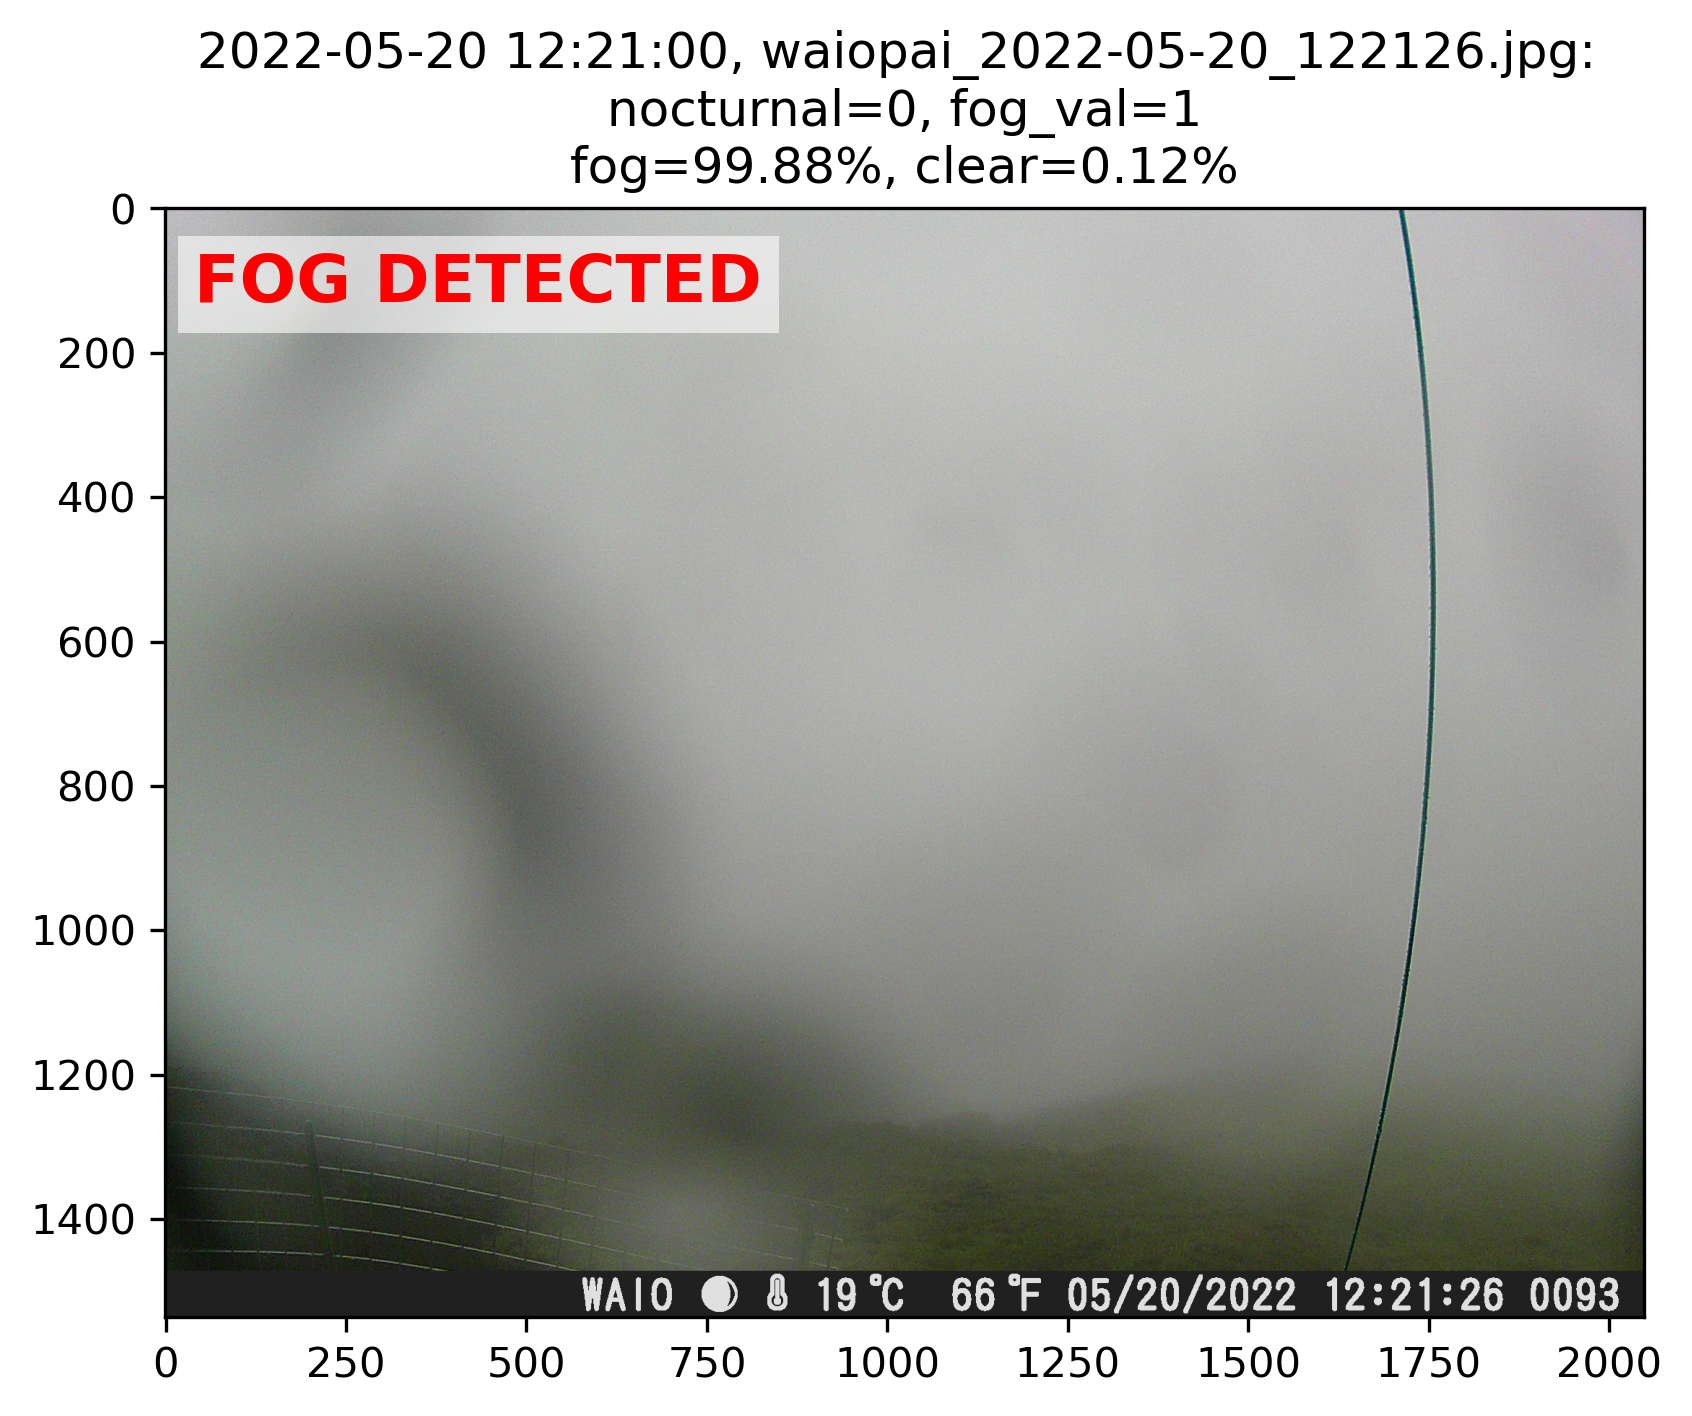 2022-05-20 12:21:00, waiopai_2022-05-20_122126.jpg:
nocturnal=0, fog_val=1
fog=99.88%, clear=0.12%
0
FOG DETECTED
200
400
600
800
1000
1200
1400
WAIO 19°C 66°F 05/20/2022 12:21:26 0093
0 250 500 750 1000 1250 1500 1750 2000